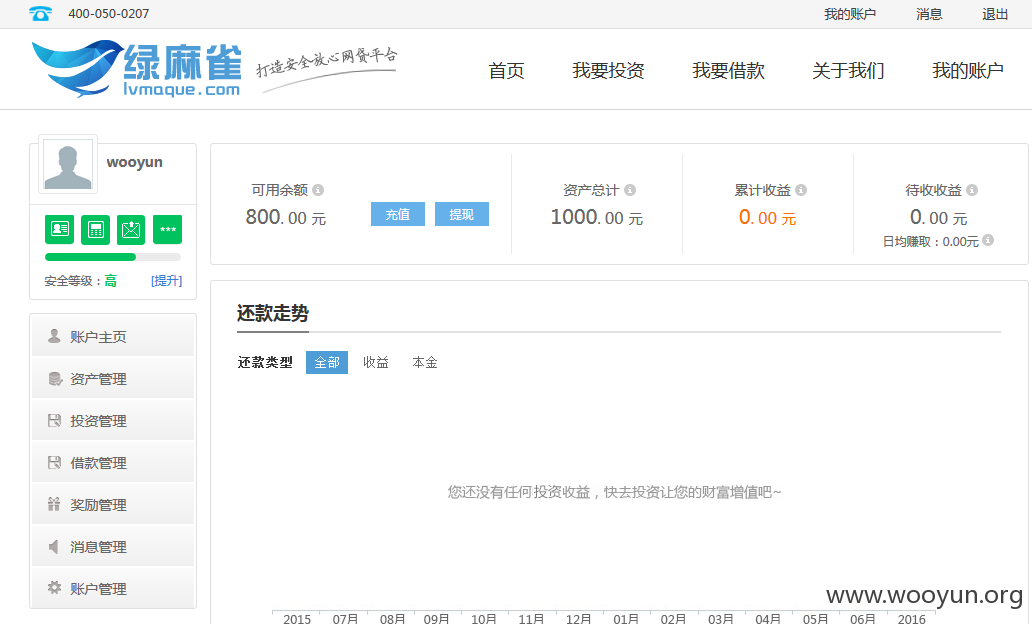 400-050-0207 我的账户 消息 退出
绿麻雀 打造安全放心网贷平台
lvmaque.com
首页 我要投资 我要借款 关于我们 我的账户
wooyun
安全等级：高 [提升]
账户主页
资产管理
投资管理
借款管理
奖励管理
消息管理
账户管理
可用余额 资产总计 累计收益 待收收益
800.00 元 充值 提现 1000.00 元 0.00 元 0.00 元
日均赚取：0.00元
还款走势
还款类型 全部 收益 本金
您还没有任何投资收益，快去投资让您的财富增值吧~
www.wooyun.org
2015 07月 08月 09月 10月 11月 12月 01月 02月 03月 04月 05月 06月 2016